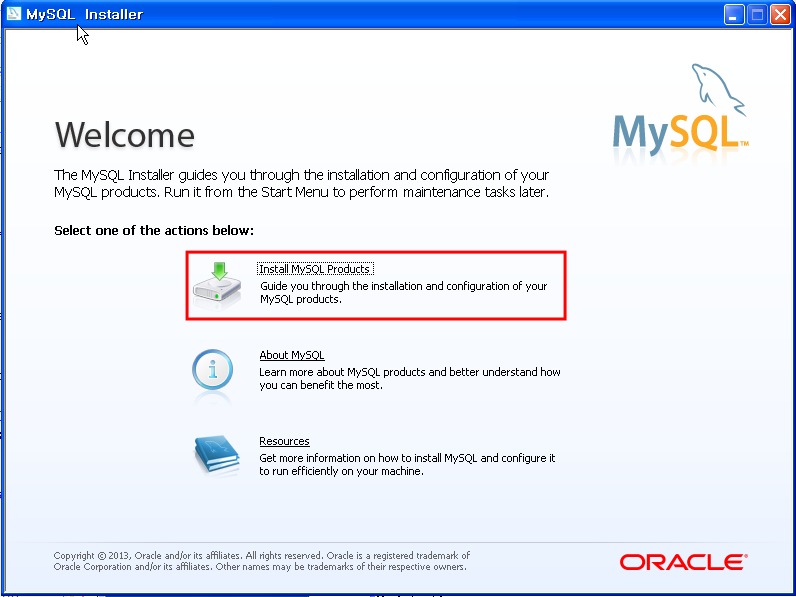 MySQL Installer
MySQL™
Welcome
The MySQL Installer guides you through the installation and configuration of your
MySQL products. Run it from the Start Menu to perform maintenance tasks later.
Select one of the actions below:
Install MySQL Products
Guide you through the installation and configuration of your
MySQL products.
About MySQL
Learn more about MySQL products and better understand how
you can benefit the most.
Resources
Get more information on how to install MySQL and configure it
to run efficiently on your machine.
Copyright © 2013, Oracle and/or its affiliates. All rights reserved. Oracle is a registered trademark of
Oracle Corporation and/or its affiliates. Other names may be trademarks of their respective owners.
ORACLE®